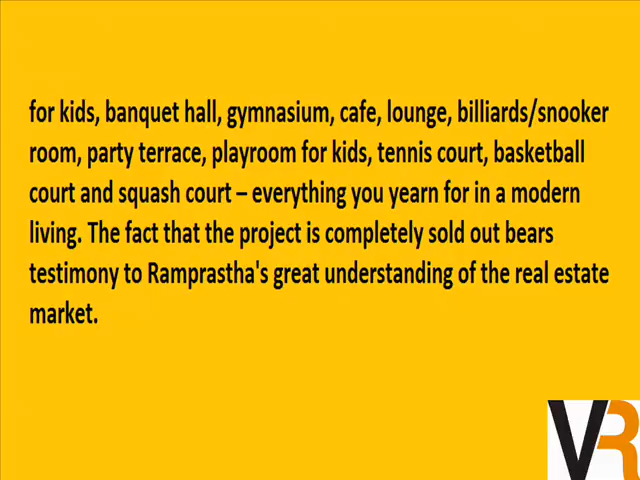 for kids, banquet hall, gymnasium, cafe, lounge, billiards/snooker
room, party terrace, playroom for kids, tennis court, basketball
court and squash court – everything you yearn for in a modern
living. The fact that the project is completely sold out bears
testimony to Ramprastha's great understanding of the real estate
market.
VR